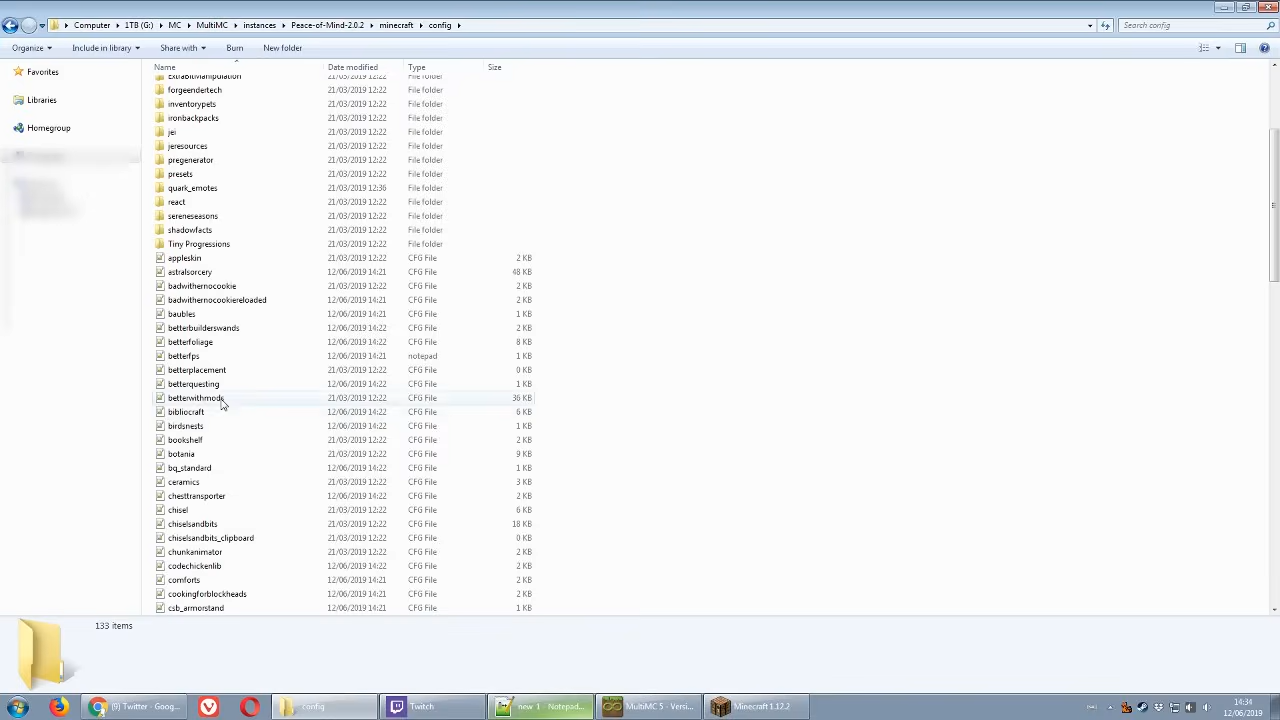 Computer ▸ 1TB (G:) ▸ MC ▸ MultiMC ▸ instances ▸ Peace-of-Mind-2.0.2 ▸ minecraft ▸ config ▸ Search config
Organize Include in library Share with Burn New folder
Favorites
Libraries
Homegroup
Name Date modified Type Size
ExtraBitManipulation 21/03/2019 12:22 File folder
forgeendertech 21/03/2019 12:22 File folder
inventorypets 21/03/2019 12:22 File folder
ironbackpacks 21/03/2019 12:22 File folder
jei 21/03/2019 12:22 File folder
jeresources 21/03/2019 12:22 File folder
pregenerator 21/03/2019 12:22 File folder
presets 21/03/2019 12:22 File folder
quark_emotes 21/03/2019 12:36 File folder
react 21/03/2019 12:22 File folder
sereneseasons 21/03/2019 12:22 File folder
shadowfacts 21/03/2019 12:22 File folder
Tiny Progressions 21/03/2019 12:22 File folder
appleskin 21/03/2019 12:22 CFG File 2 KB
astralsorcery 12/06/2019 14:21 CFG File 48 KB
badwithernocookie 21/03/2019 12:22 CFG File 2 KB
badwithernocookiereloaded 12/06/2019 14:21 CFG File 2 KB
baubles 12/06/2019 14:21 CFG File 1 KB
betterbuilderswands 12/06/2019 14:21 CFG File 2 KB
betterfoliage 12/06/2019 14:21 CFG File 8 KB
betterfps 12/06/2019 14:21 notepad 1 KB
betterplacement 21/03/2019 12:22 CFG File 0 KB
betterquesting 12/06/2019 14:21 CFG File 1 KB
betterwithmods 21/03/2019 12:22 CFG File 36 KB
bibliocraft 12/06/2019 14:22 CFG File 6 KB
birdsnests 12/06/2019 14:21 CFG File 1 KB
bookshelf 21/03/2019 12:22 CFG File 0 KB
botania 21/03/2019 12:22 CFG File 9 KB
bq_standard 12/06/2019 14:22 CFG File 1 KB
ceramics 21/03/2019 12:22 CFG File 3 KB
chesttransporter 12/06/2019 14:22 CFG File 2 KB
chisel 21/03/2019 12:22 CFG File 6 KB
chiselsandbits 12/06/2019 14:21 CFG File 18 KB
chiselsandbits_clipboard 21/03/2019 12:22 CFG File 0 KB
chunkanimator 21/03/2019 12:22 CFG File 2 KB
codechickenlib 12/06/2019 14:22 CFG File 2 KB
comforts 12/06/2019 14:21 CFG File 2 KB
cookingforblockheads 12/06/2019 14:21 CFG File 2 KB
csb_armorstand 12/06/2019 14:21 CFG File 1 KB
133 items
(1) Twitter - Goog... config Twitch new 1 - Notepad... MultiMC 5 - Versi... Minecraft 1.12.2 14:34
12/06/2019